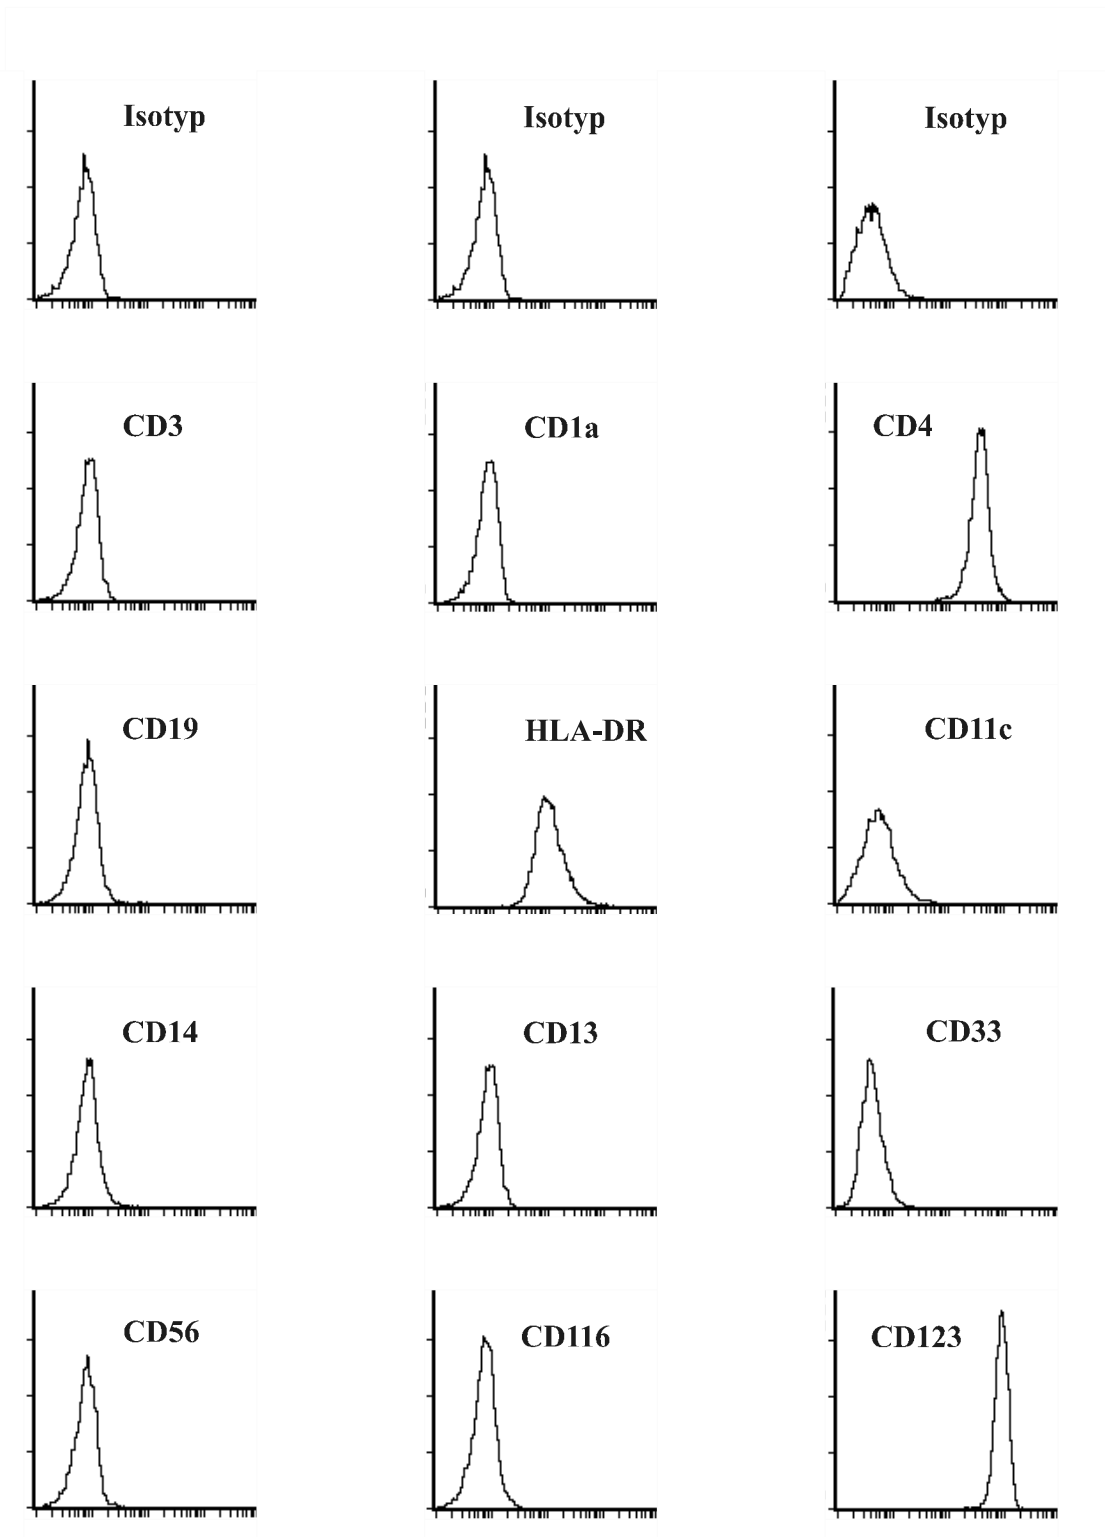 Isotyp
Isotyp
Isotyp
CD3
CD1a
CD4
CD19
HLA-DR
CD11c
CD14
CD13
CD33
CD56
CD116
CD123